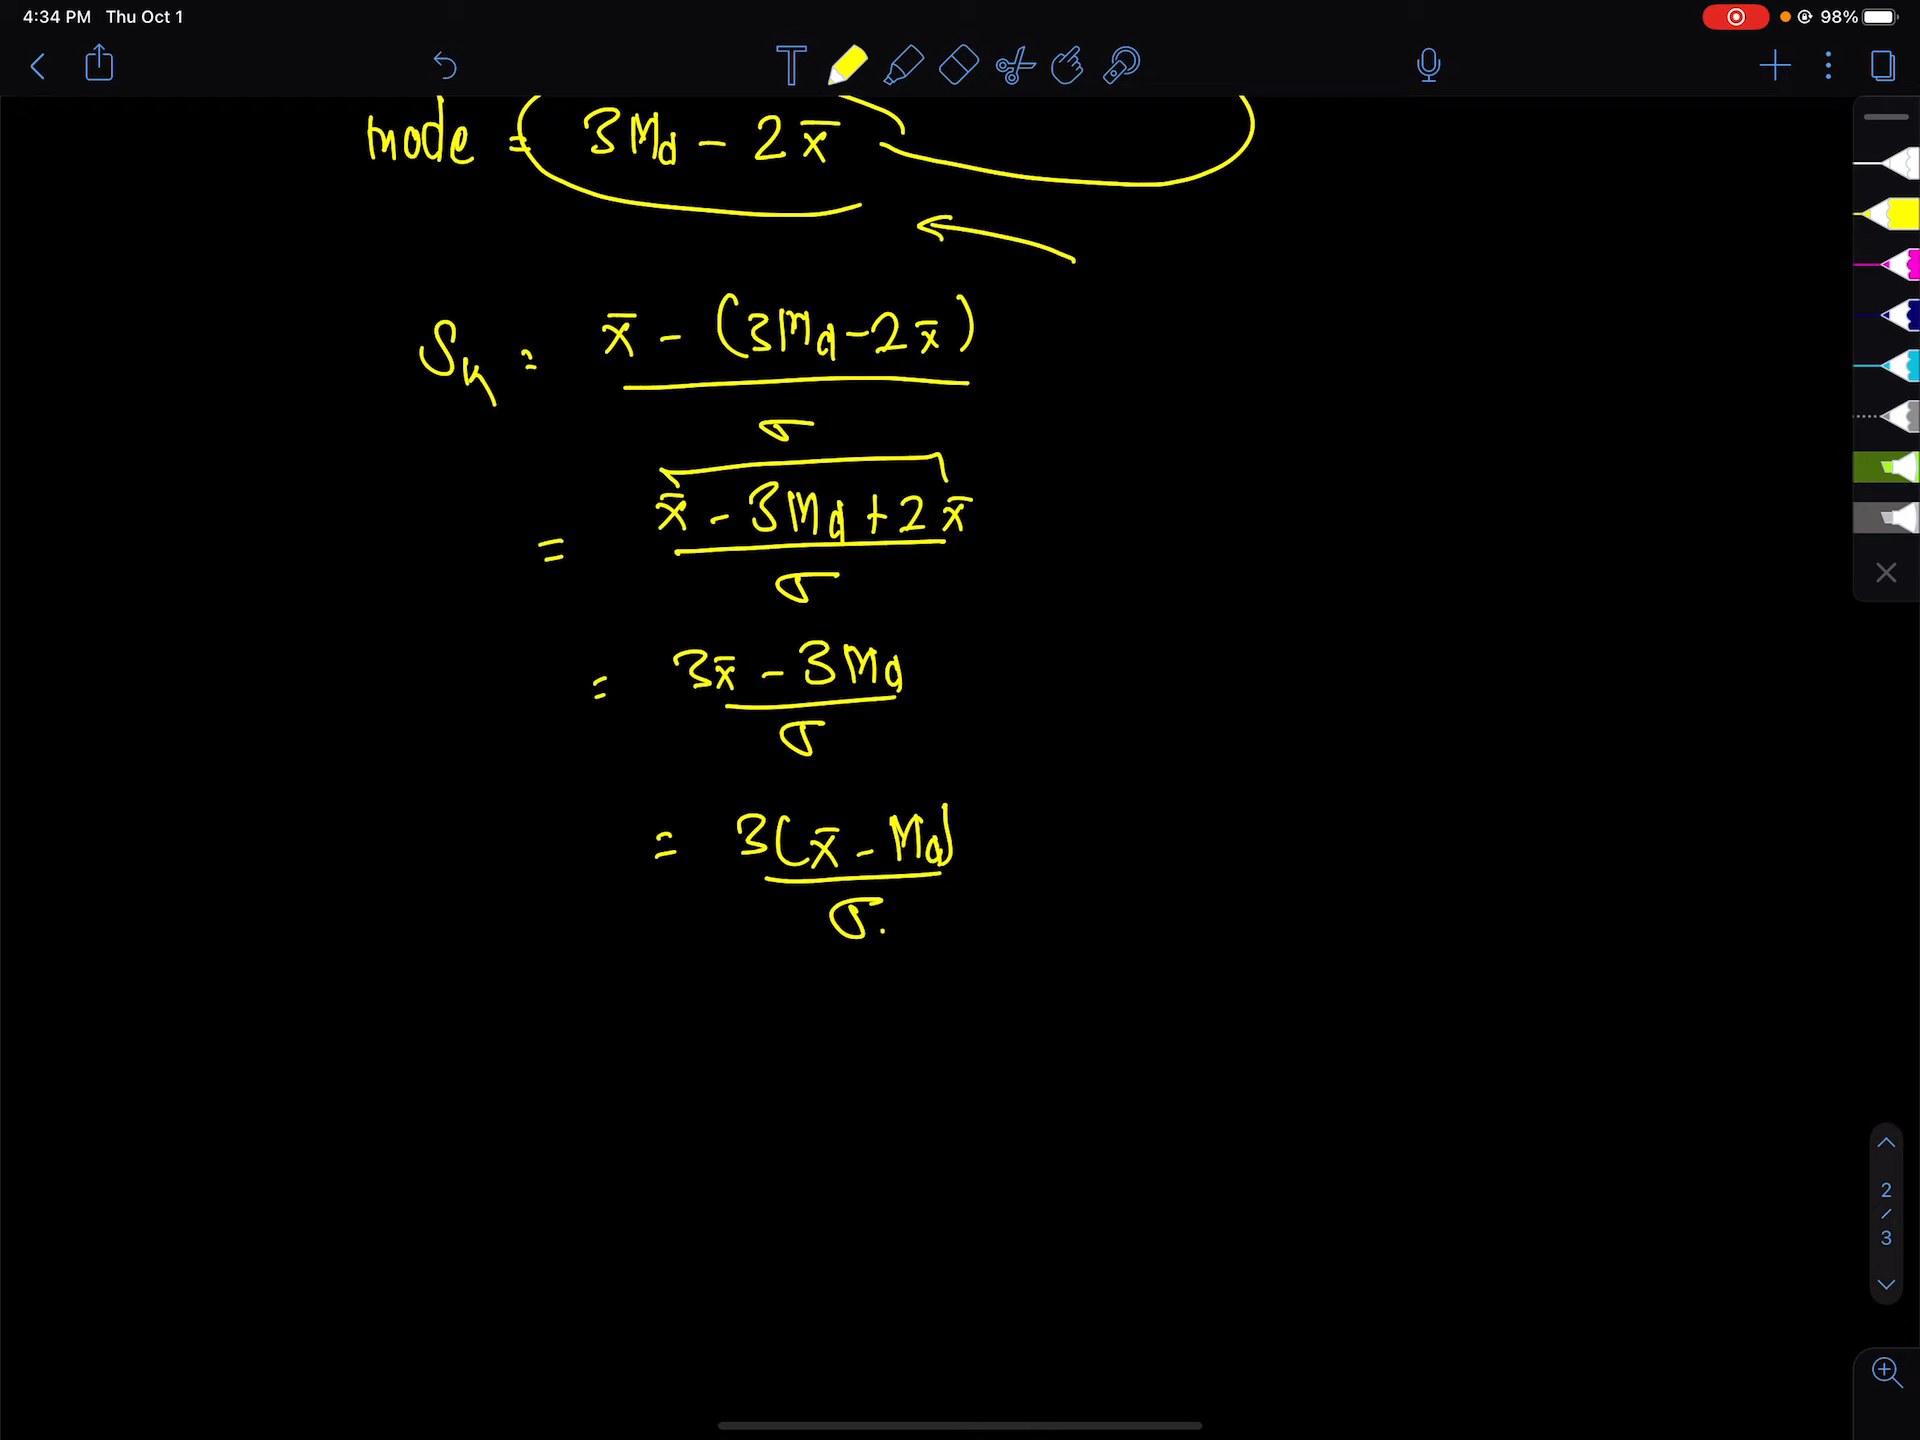 4:34 PM Thu Oct 1 98%
T
mode = 3Md - 2x̄
Sk = x̄ - (3Md - 2x̄)
σ
= x̄ - 3Md + 2x̄
σ
= 3x̄ - 3Md
σ
= 3(x̄ - Md)
σ.
2
/
3